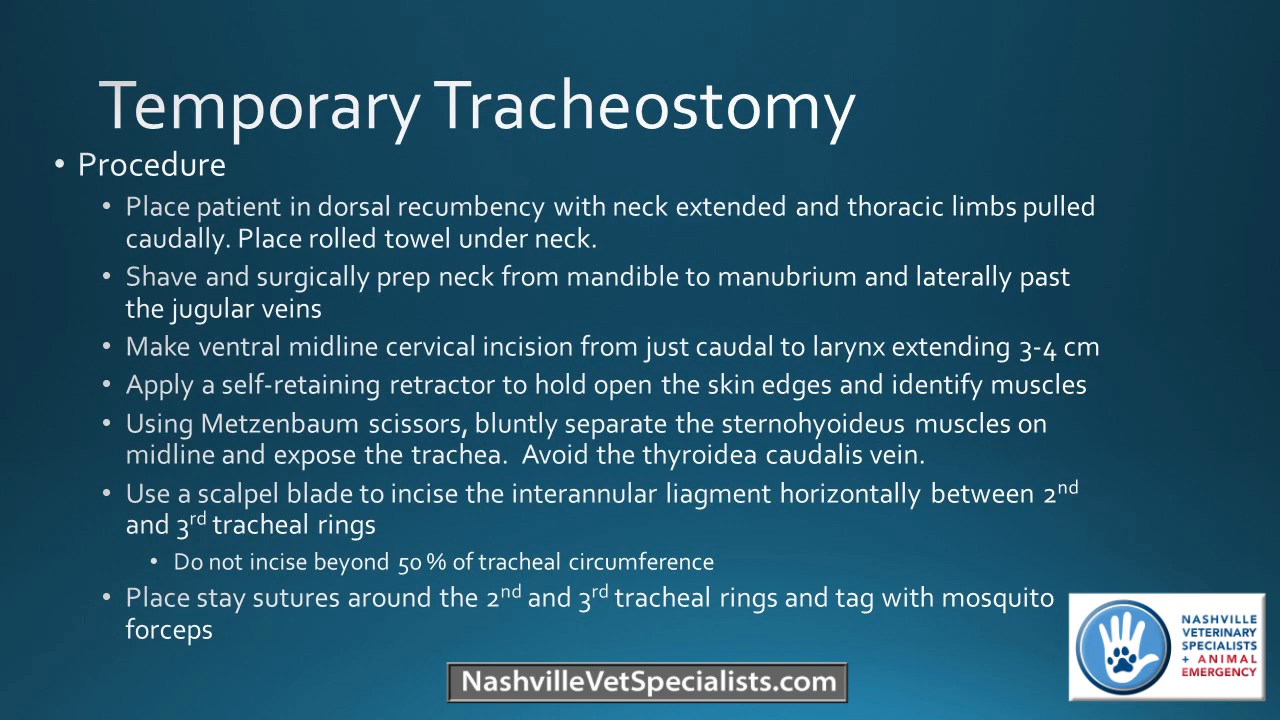 Temporary Tracheostomy
• Procedure
• Place patient in dorsal recumbency with neck extended and thoracic limbs pulled
caudally. Place rolled towel under neck.
• Shave and surgically prep neck from mandible to manubrium and laterally past
the jugular veins
• Make ventral midline cervical incision from just caudal to larynx extending 3-4 cm
• Apply a self-retaining retractor to hold open the skin edges and identify muscles
• Using Metzenbaum scissors, bluntly separate the sternohyoideus muscles on
midline and expose the trachea.  Avoid the thyroidea caudalis vein.
• Use a scalpel blade to incise the interannular liagment horizontally between 2nd
and 3rd tracheal rings
• Do not incise beyond 50 % of tracheal circumference
• Place stay sutures around the 2nd and 3rd tracheal rings and tag with mosquito
forceps
NASHVILLE
VETERINARY
SPECIALISTS
+ ANIMAL
EMERGENCY
NashvilleVetSpecialists.com